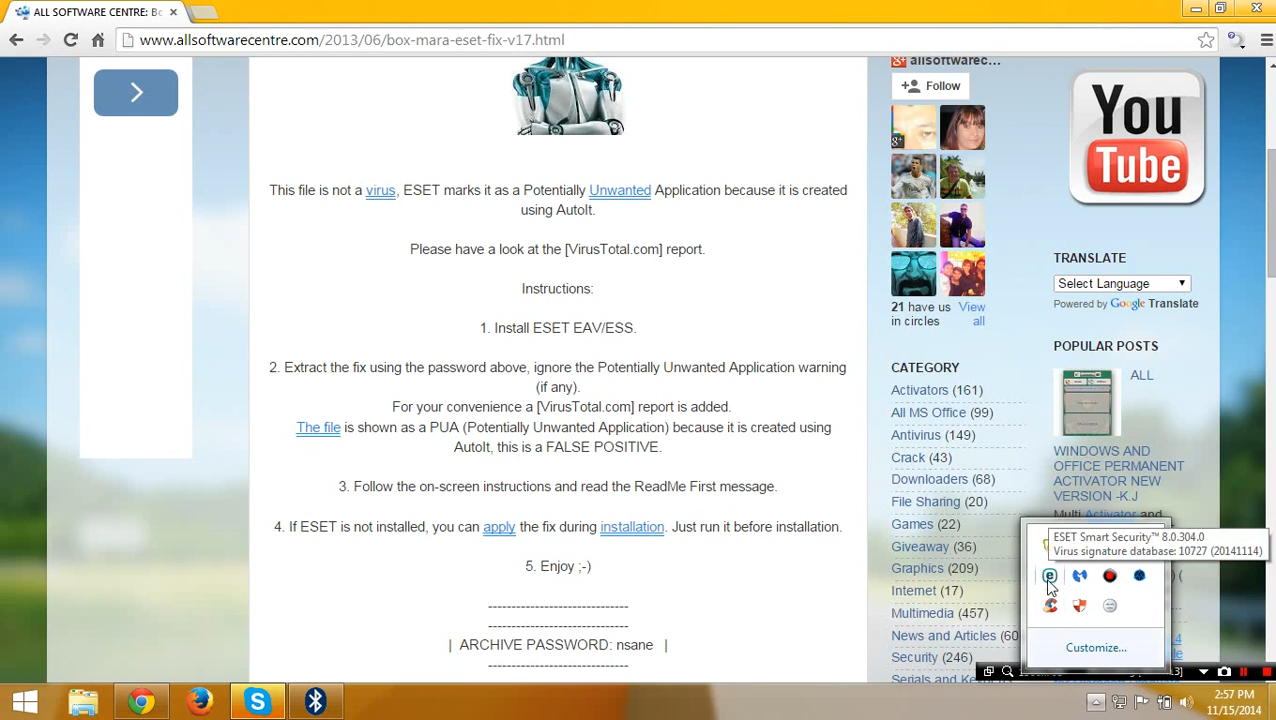 ALL SOFTWARE CENTRE: Bo
www.allsoftwarecentre.com/2013/06/box-mara-eset-fix-v17.html
This file is not a virus, ESET marks it as a Potentially Unwanted Application because it is created
using AutoIt.
Please have a look at the [VirusTotal.com] report.
Instructions:
1. Install ESET EAV/ESS.
2. Extract the fix using the password above, ignore the Potentially Unwanted Application warning
(if any).
For your convenience a [VirusTotal.com] report is added.
The file is shown as a PUA (Potentially Unwanted Application) because it is created using
AutoIt, this is a FALSE POSITIVE.
3. Follow the on-screen instructions and read the ReadMe First message.
4. If ESET is not installed, you can apply the fix during installation. Just run it before installation.
5. Enjoy ;-)
------------------------------
------------------------------
| ARCHIVE PASSWORD: nsane |
------------------------------
allsoftwarec...
Follow
21 have us
in circles
View
all
CATEGORY
Activators (161)
All MS Office (99)
Antivirus (149)
Crack (43)
Downloaders (68)
File Sharing (20)
Games (22)
Giveaway (36)
Graphics (209)
Internet (17)
Multimedia (457)
News and Articles (60
Security (246)
You
Tube
TRANSLATE
Select Language
Powered by Google Translate
POPULAR POSTS
ALL
WINDOWS AND
OFFICE PERMANENT
ACTIVATOR NEW
VERSION -K.J
Multi Activator and
ESET Smart Security™ 8.0.304.0
Virus signature database: 10727 (20141114)
Customize...
2:57 PM
11/15/2014